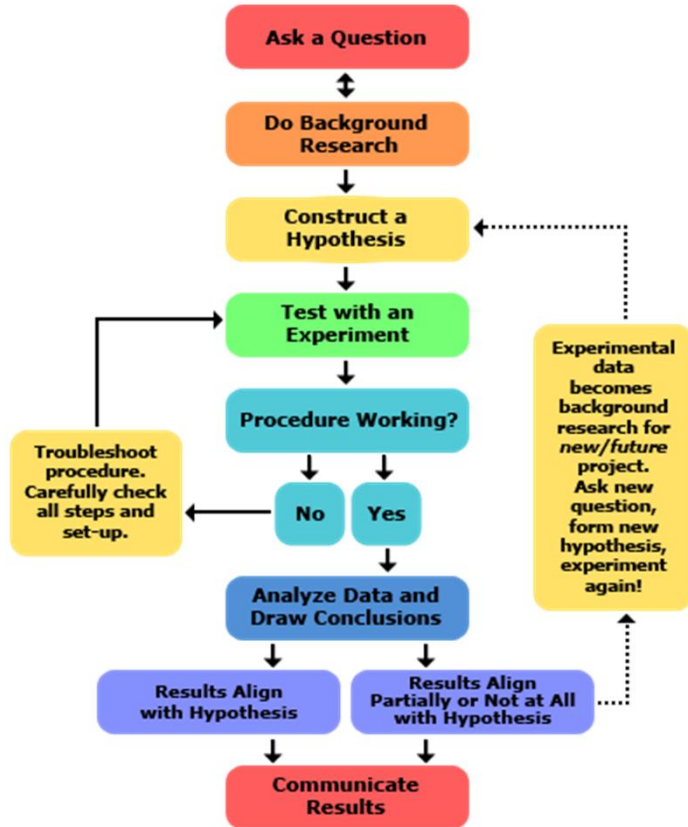 Ask a Question
Do Background
Research
Construct a
Hypothesis
Test with an
Experiment
Procedure Working?
No
Yes
Troubleshoot
procedure.
Carefully check
all steps and
set-up.
Experimental
data
becomes
background
research for
new/future
project.
Ask new
question,
form new
hypothesis,
experiment
again!
Analyze Data and
Draw Conclusions
Results Align
with Hypothesis
Results Align
Partially or Not at All
with Hypothesis
Communicate
Results